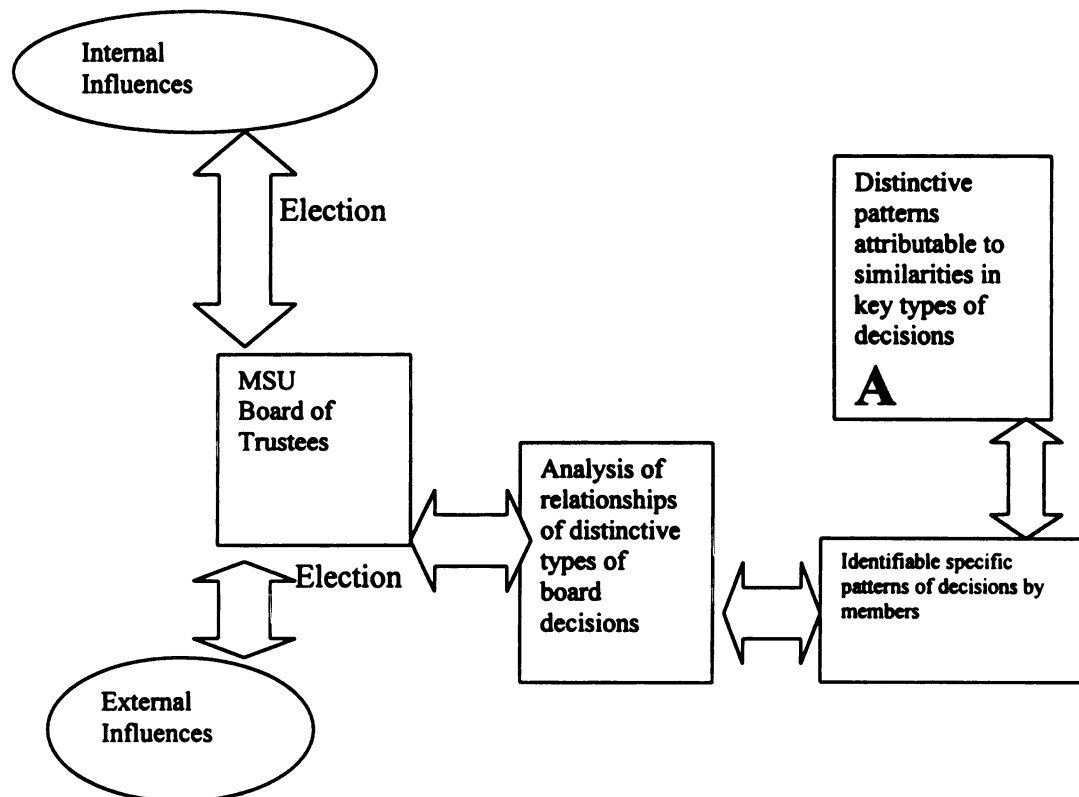 Internal
Influences
Election
Distinctive
patterns
attributable to
similarities in
key types of
decisions
A
MSU
Board of
Trustees
Analysis of
relationships
of distinctive
types of
board
decisions
Election
Identifiable specific
patterns of decisions by
members
External
Influences